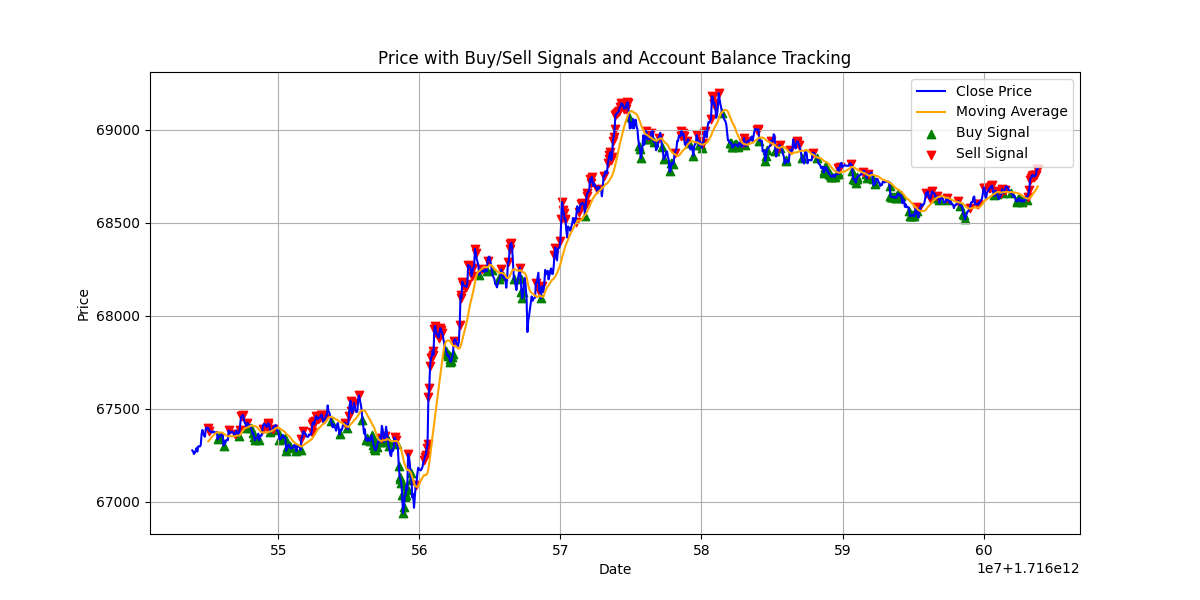 Price with Buy/Sell Signals and Account Balance Tracking
Close Price
Moving Average
Buy Signal
Sell Signal
69000
68500
68000
67500
67000
Price
55 56 57 58 59 60
Date
1e7+1.716e12